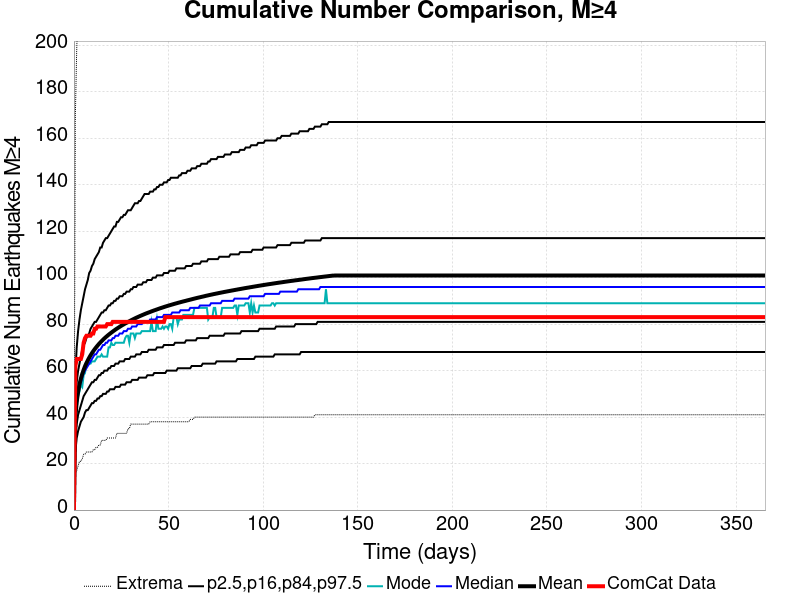 Cumulative Number Comparison, M≥4
Cumulative Num Earthquakes M≥4
200
180
160
140
120
100
80
60
40
20
0
0 50 100 150 200 250 300 350
Time (days)
Extrema p2.5,p16,p84,p97.5 Mode Median Mean ComCat Data